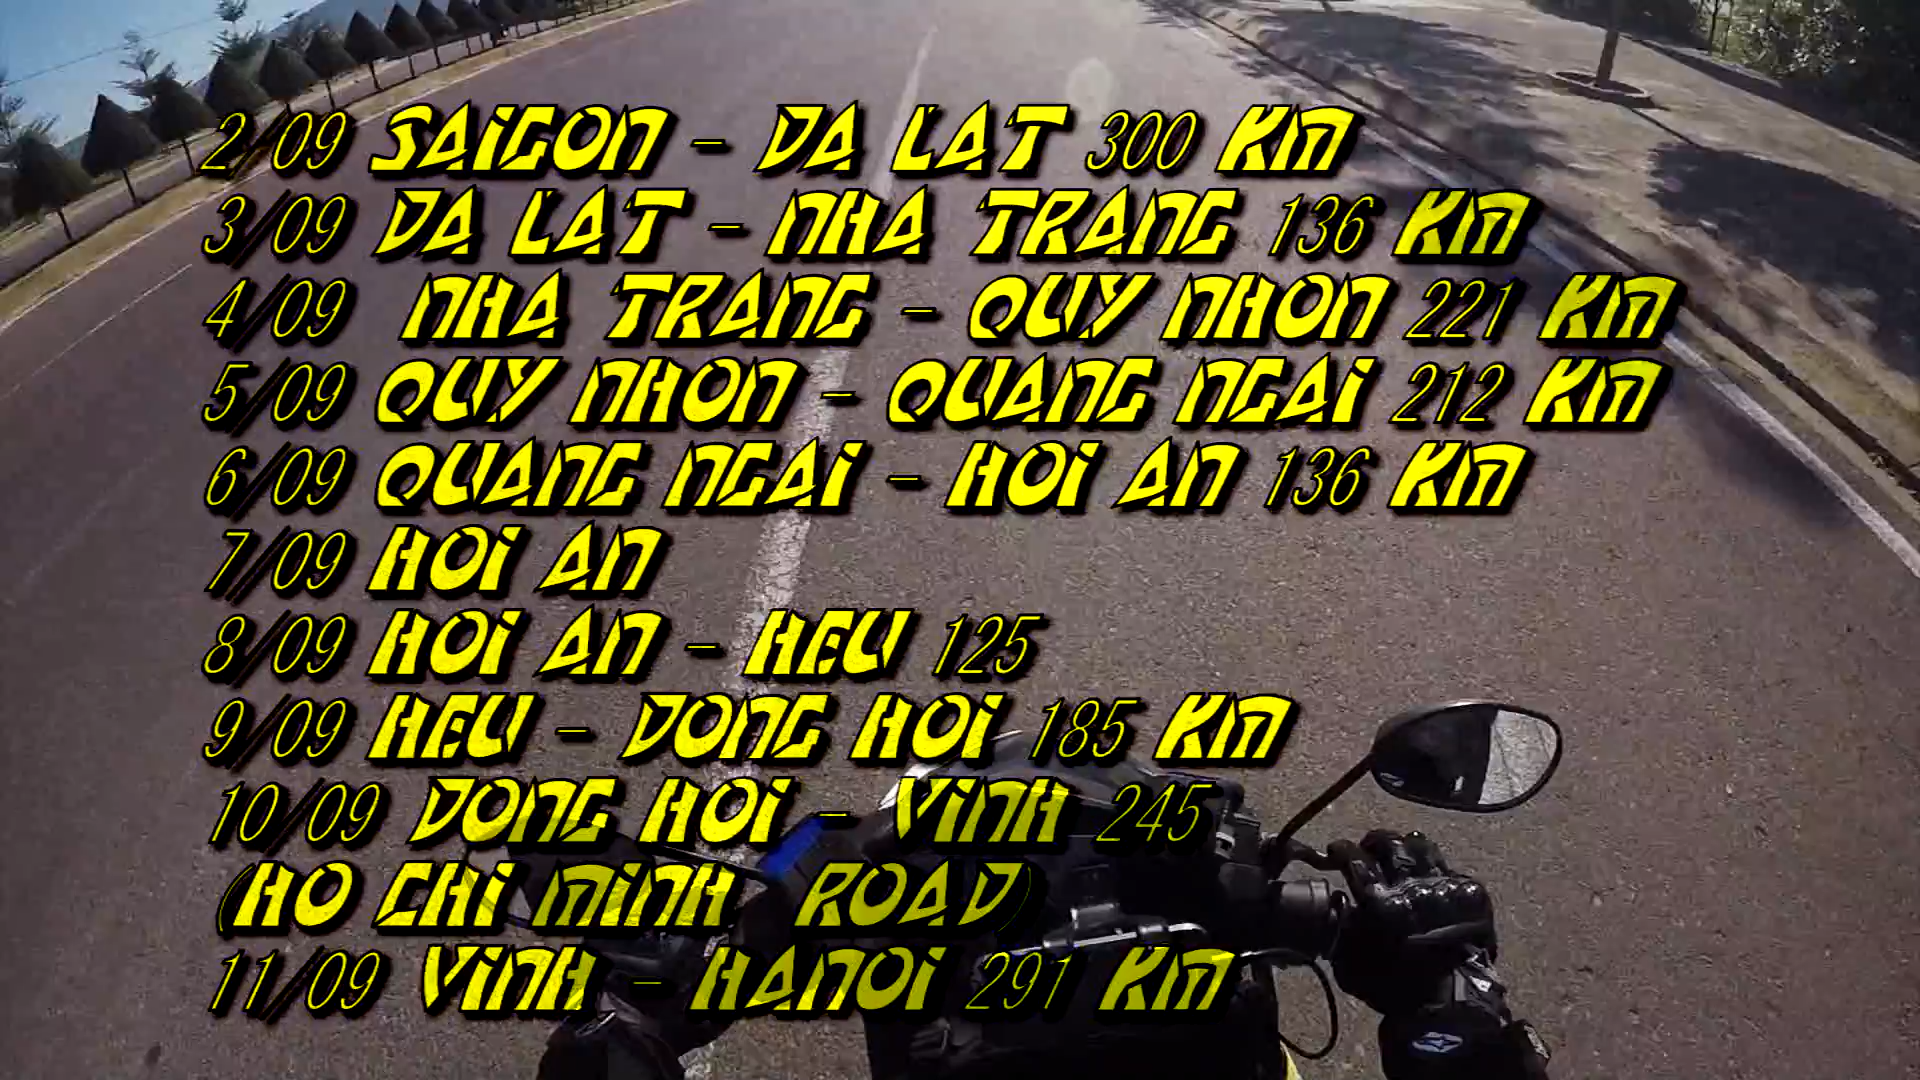 2/09 SAIGON - DA LAT 300 KM
3/09 DA LAT - NHA TRANG 136 KM
4/09 NHA TRANG - QUY NHON 221 KM
5/09 QUY NHON - QUANG NGAI 212 KM
6/09 QUANG NGAI - HOI AN 136 KM
7/09 HOI AN
8/09 HOI AN - HEU 125
9/09 HEU - DONG HOI 185 KM
10/09 DONG HOI - VINH 245
(HO CHI MINH ROAD)
11/09 VINH - HANOI 291 KM